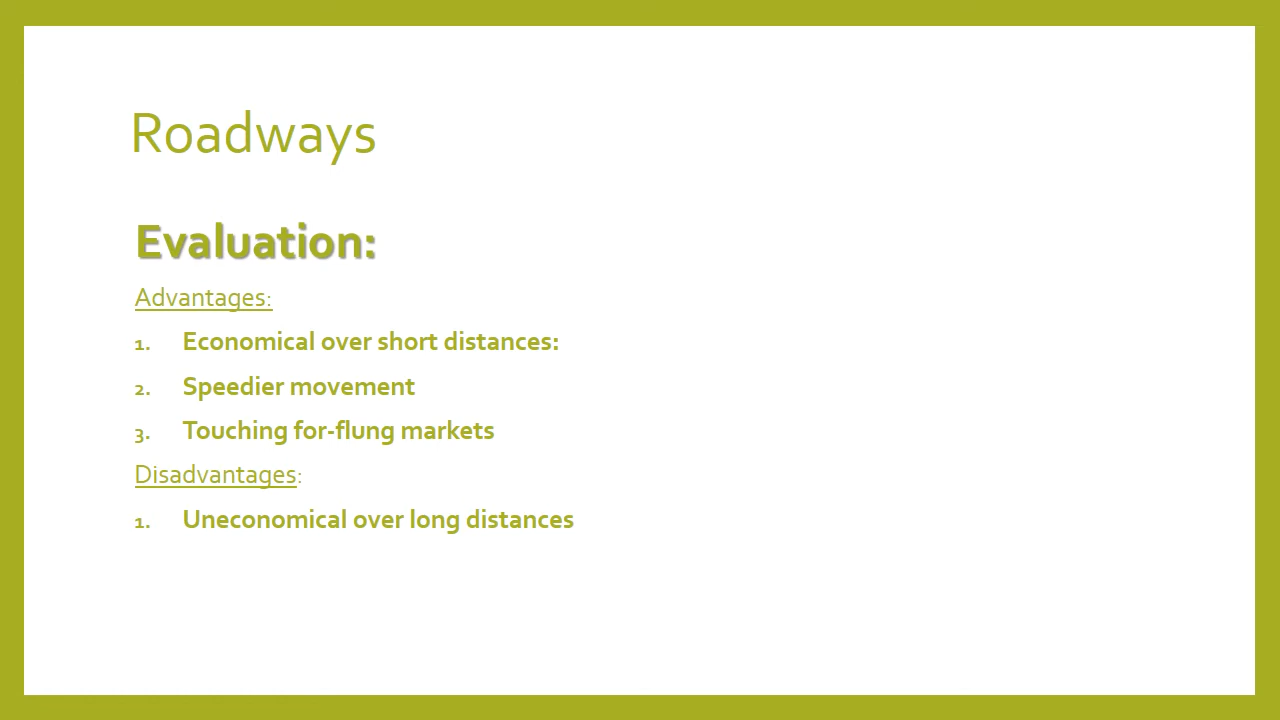 Roadways
Evaluation:
Advantages:
1. Economical over short distances:
2. Speedier movement
3. Touching for-flung markets
Disadvantages:
1. Uneconomical over long distances